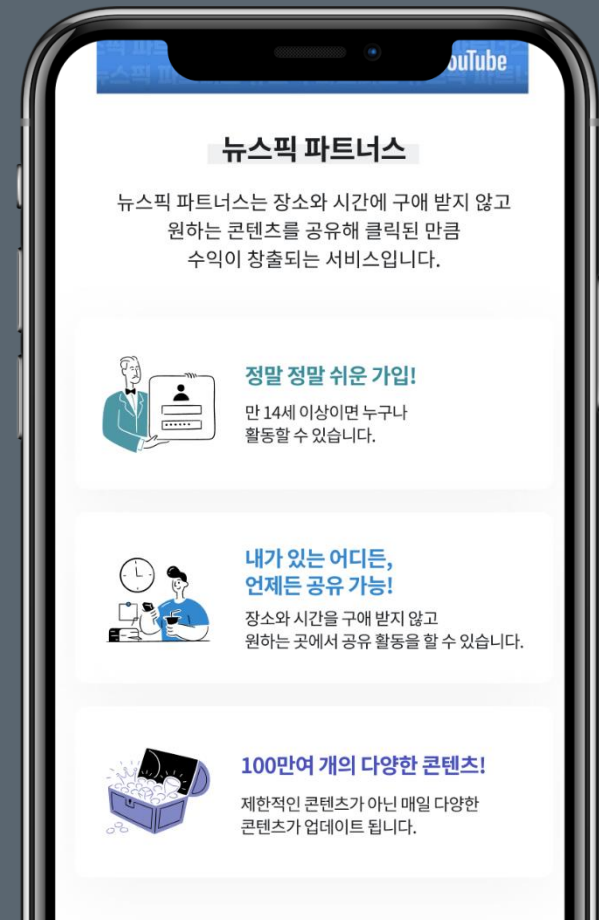 ouTube
뉴스픽 파트너스
뉴스픽 파트너스는 장소와 시간에 구애 받지 않고
원하는 콘텐츠를 공유해 클릭된 만큼
수익이 창출되는 서비스입니다.
정말 정말 쉬운 가입!
만 14세 이상이면 누구나
활동할 수 있습니다.
내가 있는 어디든,
언제든 공유 가능!
장소와 시간을 구애 받지 않고
원하는 곳에서 공유 활동을 할 수 있습니다.
100만여 개의 다양한 콘텐츠!
제한적인 콘텐츠가 아닌 매일 다양한
콘텐츠가 업데이트 됩니다.